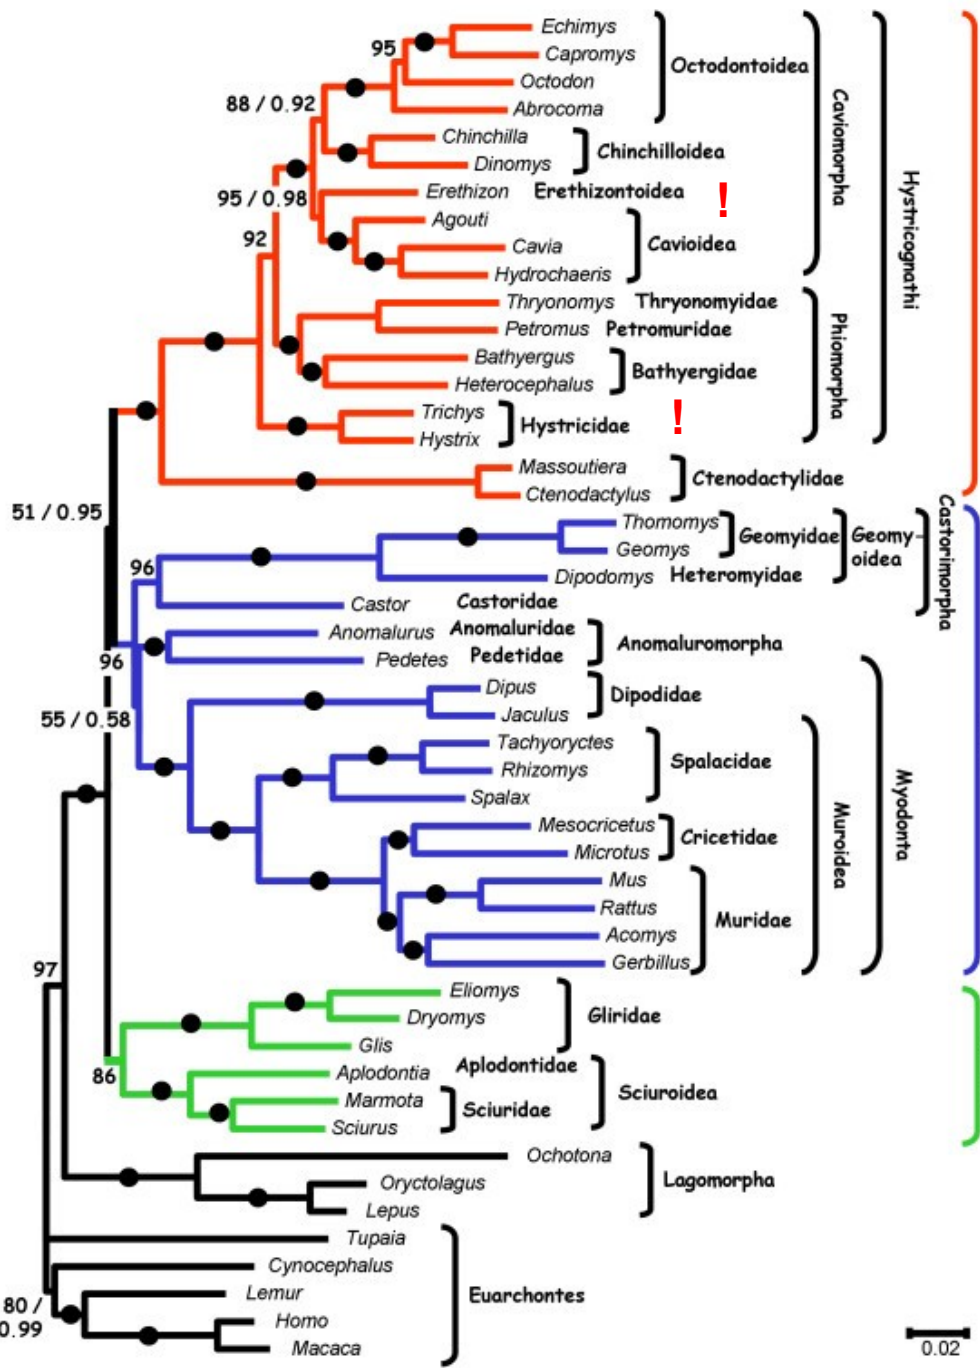 Echimys
95
Capromys
Octodontoidea
Octodon
88 / 0.92
Abrocoma
Caviomorpha
Chinchilla
Chinchilloidea
Dinomys
Hystricognathi
95 / 0.98
Erethizon Erethizontoidea !
Agouti
92
Cavia
Cavioidea
Hydrochaeris
Thryonomys Thryonomyidae
Petromus Petromuridae
Phiomorpha
Bathyergus
Bathyergidae
Heterocephalus
Trichys
Hystricidae !
Hystrix
Massoutiera
Ctenodactylidae
Ctenodactylus
51 / 0.95
Thomomys
Geomyidae
Geomy
oidea
Castorimorpha
Geomys
96
Dipodomys Heteromyidae
Castor Castoridae
Anomalurus Anomaluridae
Anomaluromorpha
96
Pedetes Pedetidae
55 / 0.58
Dipus
Dipodidae
Jaculus
Tachyoryctes
Spalacidae
Rhizomys
Spalax
Myodonta
Muroidea
Mesocricetus
Cricetidae
Microtus
Mus
Rattus
Muridae
Acomys
Gerbillus
97
Eliomys
Gliridae
Dryomys
Glis
86
Aplodontia Aplodontidae
Sciuroidea
Marmota
Sciuridae
Sciurus
Ochotona
Lagomorpha
Oryctolagus
Lepus
Tupaia
Cynocephalus
Euarchontes
Lemur
80 /
0.99
Homo
Macaca
0.02